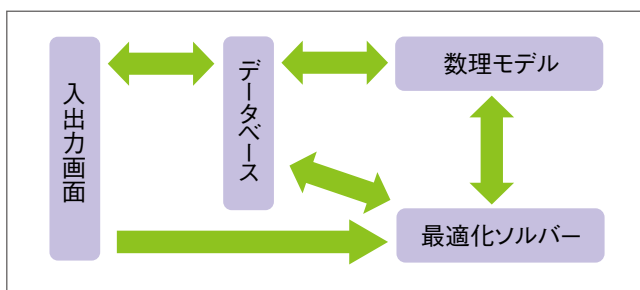 入出力画面
データベース
数理モデル
最適化ソルバー